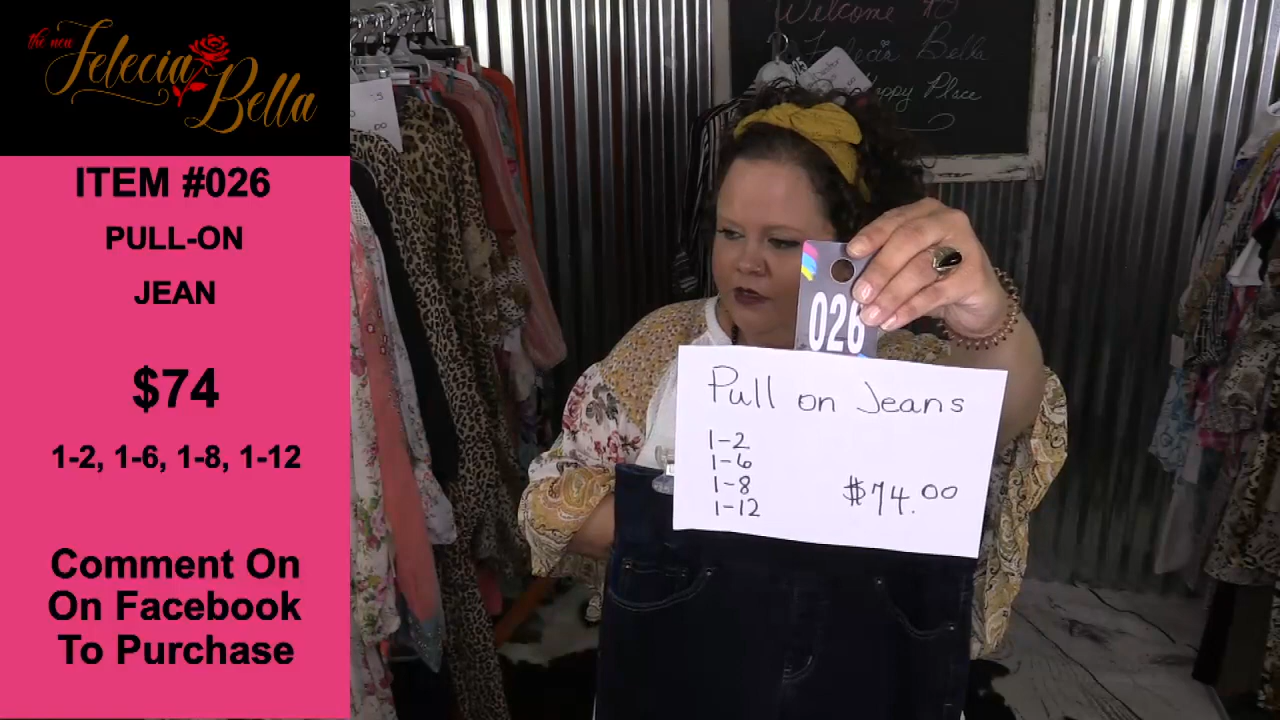 the new
Felecia
Bella
ITEM #026
PULL-ON
JEAN
$74
1-2, 1-6, 1-8, 1-12
Comment On
On Facebook
To Purchase
Welcome to
Felecia Bella
Happy Place
026
Pull on Jeans
1-2
1-6
1-8
1-12
$74.00